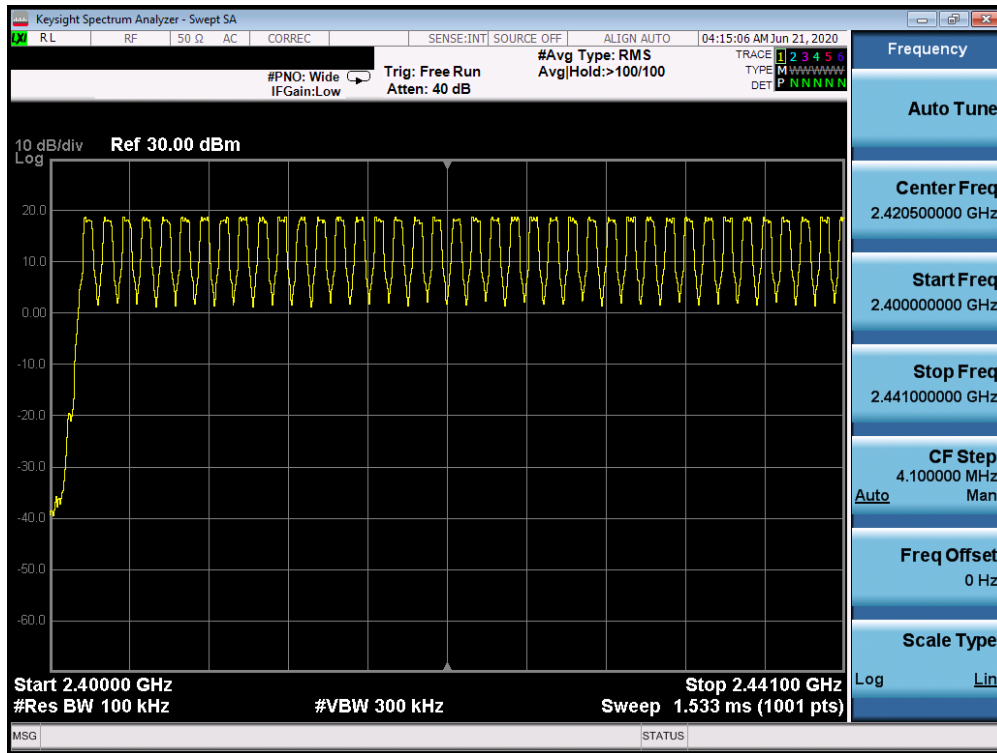 Keysight Spectrum Analyzer - Swept SA
LXI RL RF 50 Ω AC CORREC SENSE:INT SOURCE OFF ALIGN AUTO 04:15:06 AM Jun 21, 2020
#PNO: Wide
IFGain:Low
Trig: Free Run
Atten: 40 dB
#Avg Type: RMS
Avg|Hold:>100/100
TRACE 1 2 3 4 5 6
TYPE M WWWWW
DET P N N N N N
10 dB/div
Log
Ref 30.00 dBm
20.0
10.0
0.00
-10.0
-20.0
-30.0
-40.0
-50.0
-60.0
Start 2.40000 GHz
#Res BW 100 kHz
#VBW 300 kHz
Stop 2.44100 GHz
Sweep 1.533 ms (1001 pts)
MSG
STATUS
Frequency
Auto Tune
Center Freq
2.420500000 GHz
Start Freq
2.400000000 GHz
Stop Freq
2.441000000 GHz
CF Step
4.100000 MHz
Auto Man
Freq Offset
0 Hz
Scale Type
Log Lin